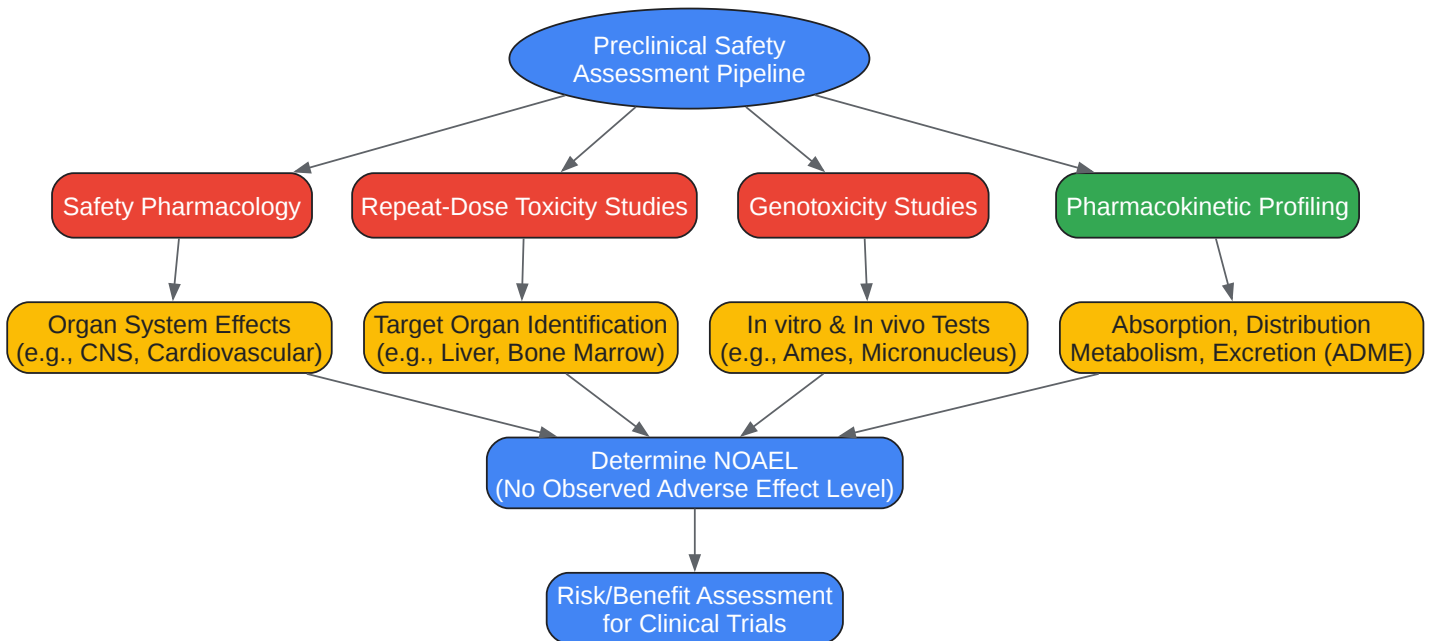 Preclinical Safety
Assessment Pipeline
Safety Pharmacology
Repeat-Dose Toxicity Studies
Genotoxicity Studies
Pharmacokinetic Profiling
Organ System Effects
(e.g., CNS, Cardiovascular)
Target Organ Identification
(e.g., Liver, Bone Marrow)
In vitro & In vivo Tests
(e.g., Ames, Micronucleus)
Absorption, Distribution
Metabolism, Excretion (ADME)
Determine NOAEL
(No Observed Adverse Effect Level)
Risk/Benefit Assessment
for Clinical Trials